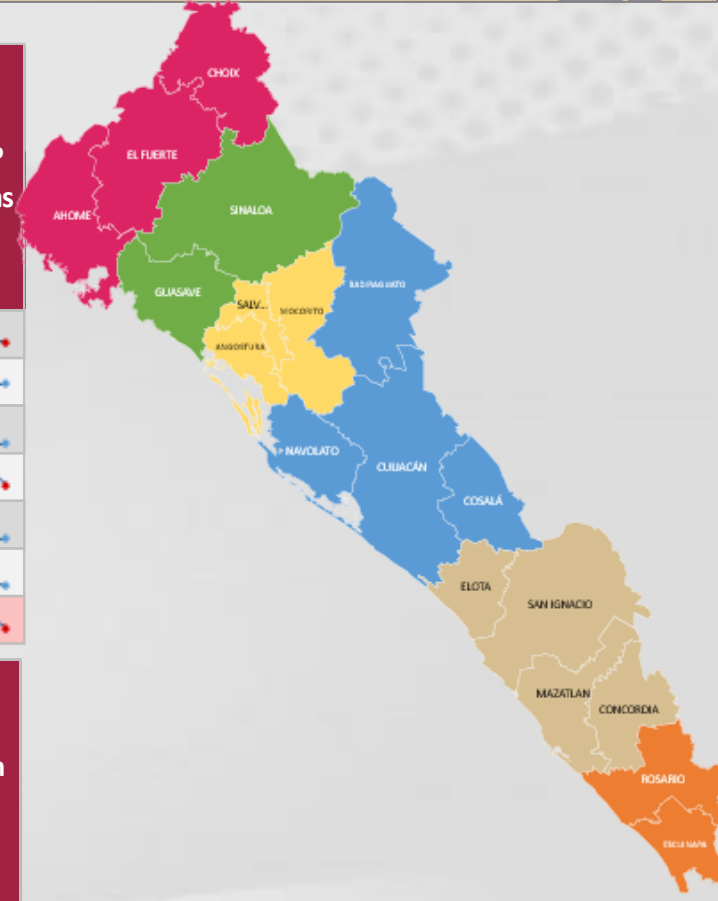 CHOIX
EL FUERTE
AHOME
SINALOA
GUASAVE
SALV...
MOCORITO
BADIRAGUATO
ANGOSTURA
NAVOLATO
CULIACÁN
COSALÁ
ELOTA
SAN IGNACIO
MAZATLAN
CONCORDIA
ROSARIO
ESCUINAPA